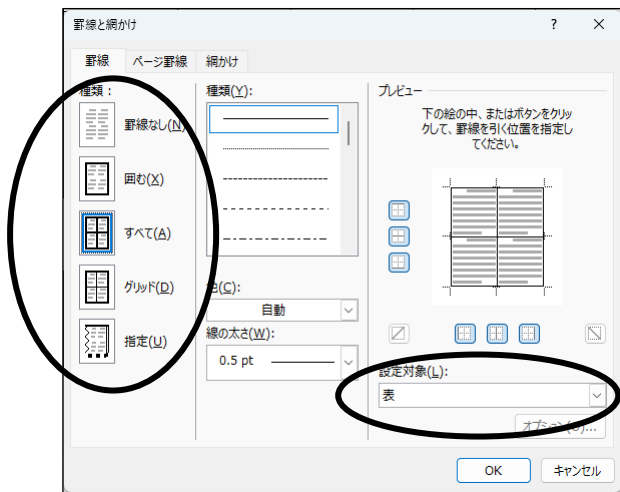 罫線と網かけ
? ×
罫線 ページ罫線 網かけ
種類：
罫線なし(N)
囲む(X)
すべて(A)
グリッド(D)
指定(U)
種類(Y):
色(C):
自動
線の太さ(W):
0.5 pt
プレビュー
下の絵の中、またはボタンをクリッ
クして、罫線を引く位置を指定し
てください。
設定対象(L):
表
オプション(O)...
OK キャンセル